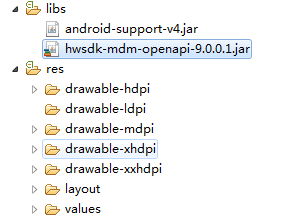 libs
android-support-v4.jar
hwsdk-mdm-openapi-9.0.0.1.jar
res
drawable-hdpi
drawable-ldpi
drawable-mdpi
drawable-xhdpi
drawable-xxhdpi
layout
values